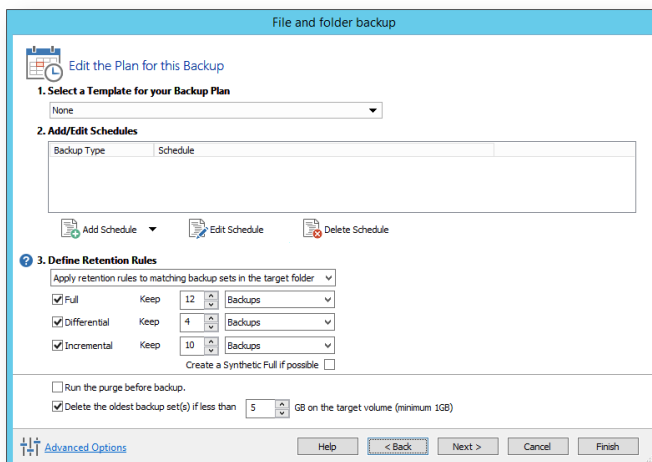 File and folder backup
Edit the Plan for this Backup
1. Select a Template for your Backup Plan
None
2. Add/Edit Schedules
Backup Type Schedule
Add Schedule Edit Schedule Delete Schedule
? 3. Define Retention Rules
Apply retention rules to matching backup sets in the target folder
Full Keep 12 Backups
Differential Keep 4 Backups
Incremental Keep 10 Backups
Create a Synthetic Full if possible
Run the purge before backup.
Delete the oldest backup set(s) if less than 5 GB on the target volume (minimum 1GB)
Advanced Options Help < Back Next > Cancel Finish